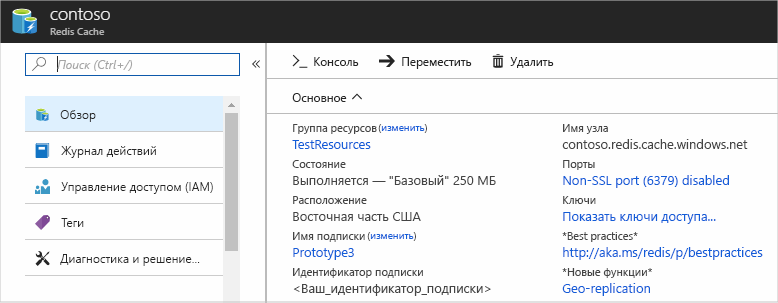 contoso
Redis Cache
Поиск (Ctrl+/)
«
Обзор
Журнал действий
Управление доступом (IAM)
Теги
Диагностика и решение...
Консоль
Переместить
Удалить
Основное
Группа ресурсов (изменить)
TestResources
Состояние
Выполняется — "Базовый" 250 МБ
Расположение
Восточная часть США
Имя подписки (изменить)
Prototype3
Идентификатор подписки
<Ваш_идентификатор_подписки>
Имя узла
contoso.redis.cache.windows.net
Порты
Non-SSL port (6379) disabled
Ключи
Показать ключи доступа...
*Best practices*
http://aka.ms/redis/p/bestpractices
*Новые функции*
Geo-replication